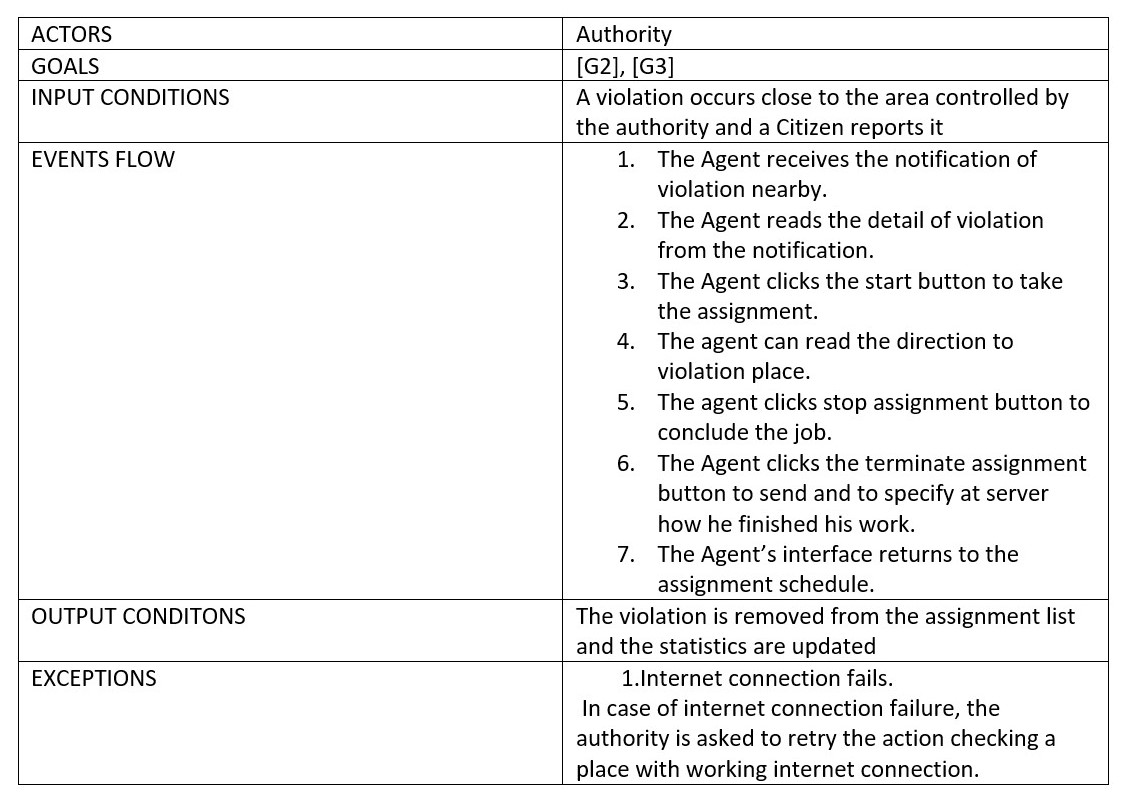 ACTORS
Authority
GOALS
[G2], [G3]
INPUT CONDITIONS
A violation occurs close to the area controlled by
the authority and a Citizen reports it
EVENTS FLOW
1. The Agent receives the notification of
violation nearby.
2. The Agent reads the detail of violation
from the notification.
3. The Agent clicks the start button to take
the assignment.
4. The agent can read the direction to
violation place.
5. The agent clicks stop assignment button to
conclude the job.
6. The Agent clicks the terminate assignment
button to send and to specify at server
how he finished his work.
7. The Agent’s interface returns to the
assignment schedule.
OUTPUT CONDITONS
The violation is removed from the assignment list
and the statistics are updated
EXCEPTIONS
1.Internet connection fails.
In case of internet connection failure, the
authority is asked to retry the action checking a
place with working internet connection.